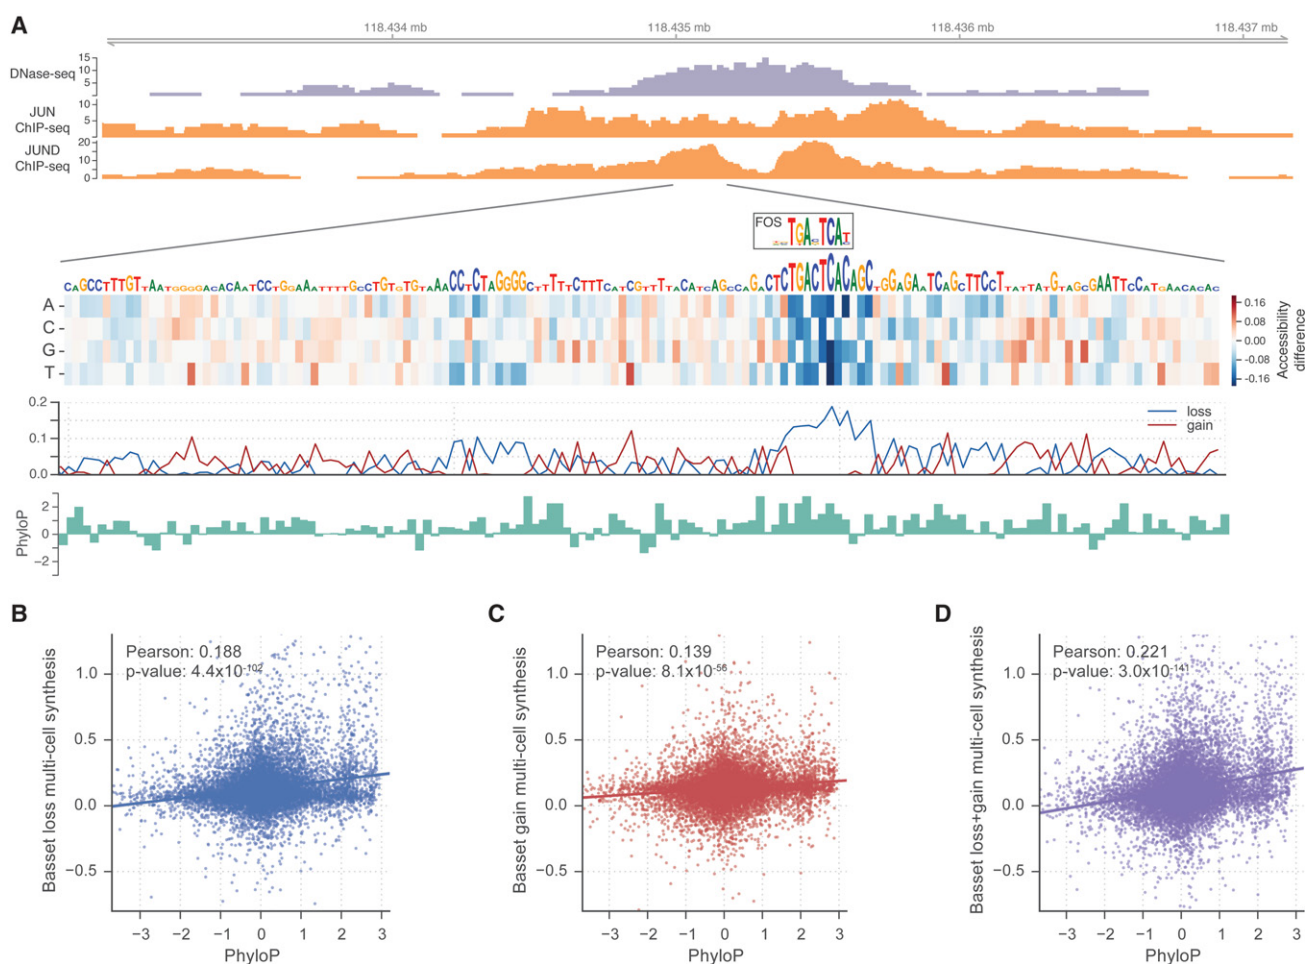 A
118.434 mb 118.435 mb 118.436 mb 118.437 mb
DNase-seq
15
10
5
0
JUN
ChIP-seq
10
5
0
JUND
ChIP-seq
20
10
0
FOS TGA TCA
A
C
G
T
0.16
0.08
0.00
-0.08
-0.16
Accessibility
difference
0.2
0.1
0.0
loss
gain
PhyloP
2
0
−2
B
Basset loss multi-cell synthesis
Pearson: 0.188
p-value: 4.4x10-102
1.0
0.5
0.0
−0.5
−3 −2 −1 0 1 2 3
PhyloP
C
Basset gain multi-cell synthesis
Pearson: 0.139
p-value: 8.1x10-56
1.0
0.5
0.0
−0.5
−3 −2 −1 0 1 2 3
PhyloP
D
Basset loss+gain multi-cell synthesis
Pearson: 0.221
p-value: 3.0x10-141
1.0
0.5
0.0
−0.5
−3 −2 −1 0 1 2 3
PhyloP